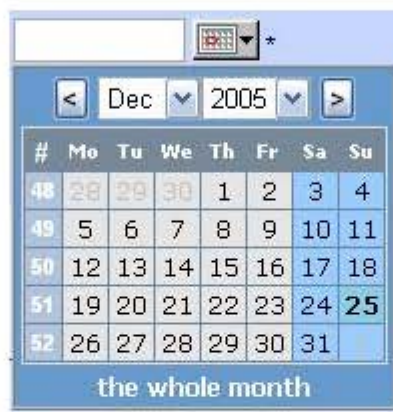 *
< Dec 2005 >
# Mo Tu We Th Fr Sa Su
48 28 29 30 1 2 3 4
49 5 6 7 8 9 10 11
50 12 13 14 15 16 17 18
51 19 20 21 22 23 24 25
52 26 27 28 29 30 31
the whole month